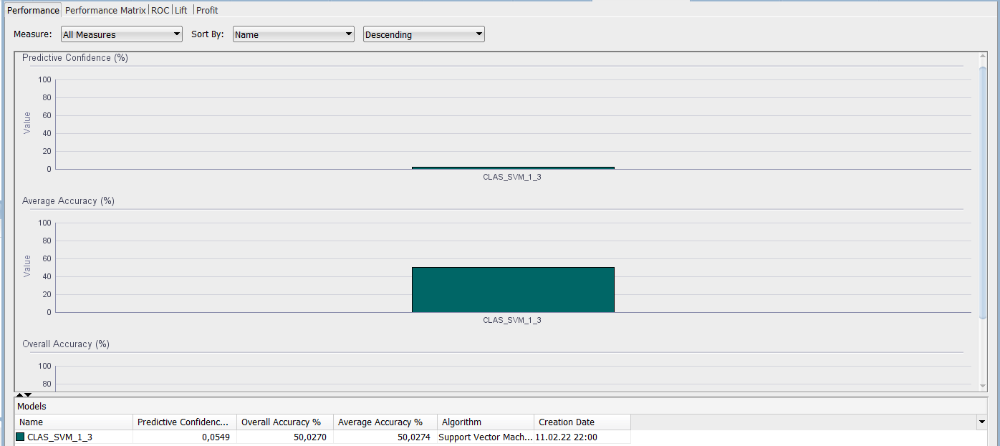 Performance Performance Matrix ROC Lift Profit
Measure: All Measures Sort By: Name Descending
Predictive Confidence (%)
100
80
60
40
20
0
Value
CLAS_SVM_1_3
Average Accuracy (%)
100
80
60
40
20
0
Value
CLAS_SVM_1_3
Overall Accuracy (%)
100
80
Models
Name Predictive Confidenc... Overall Accuracy % Average Accuracy % Algorithm Creation Date
CLAS_SVM_1_3 0,0549 50,0270 50,0274 Support Vector Mach... 11.02.22 22:00